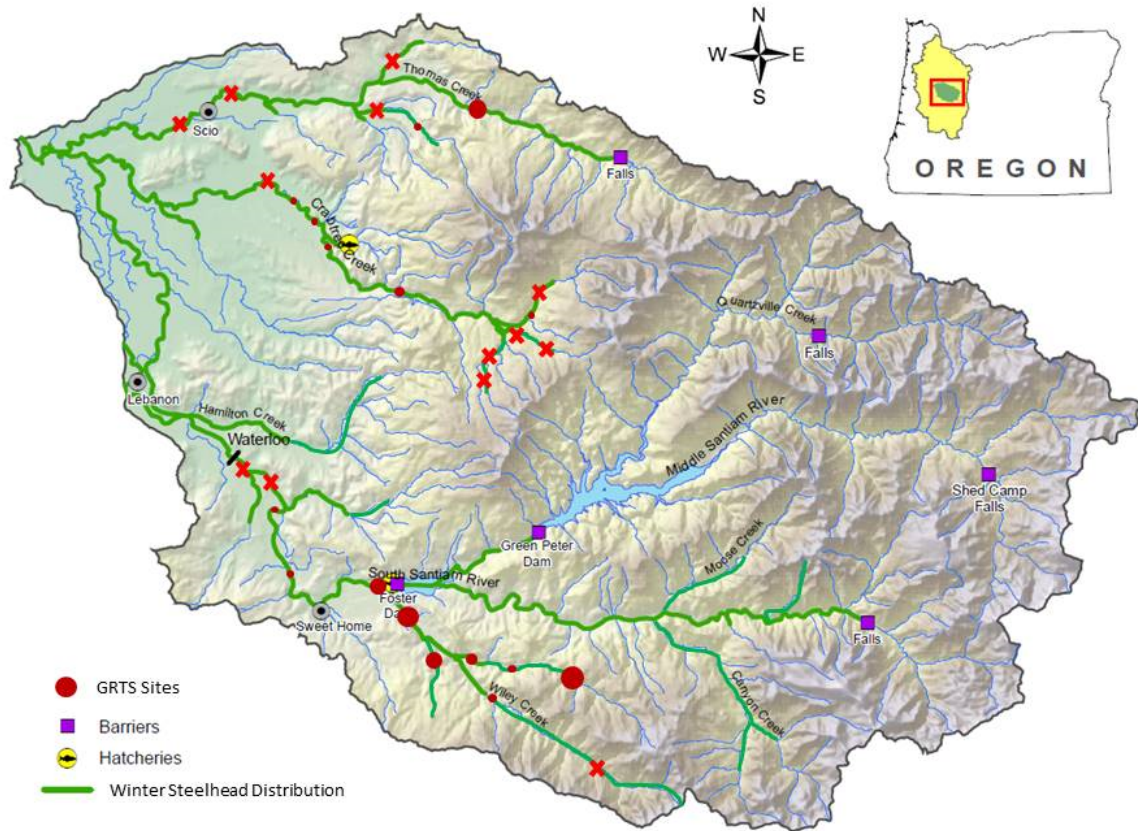 N
W E
S
OREGON
Thomas Creek
Scio
Falls
Crabtree Creek
Quartzville Creek
Falls
Lebanon
Hamilton Creek
Waterloo
Middle Santiam River
Shed Camp
Falls
Green Peter
Dam
Moose Creek
South Santiam River
Foster
Da
Sweet Home
Falls
Wiley Creek
Canyon Creek
GRTS Sites
Barriers
Hatcheries
Winter Steelhead Distribution